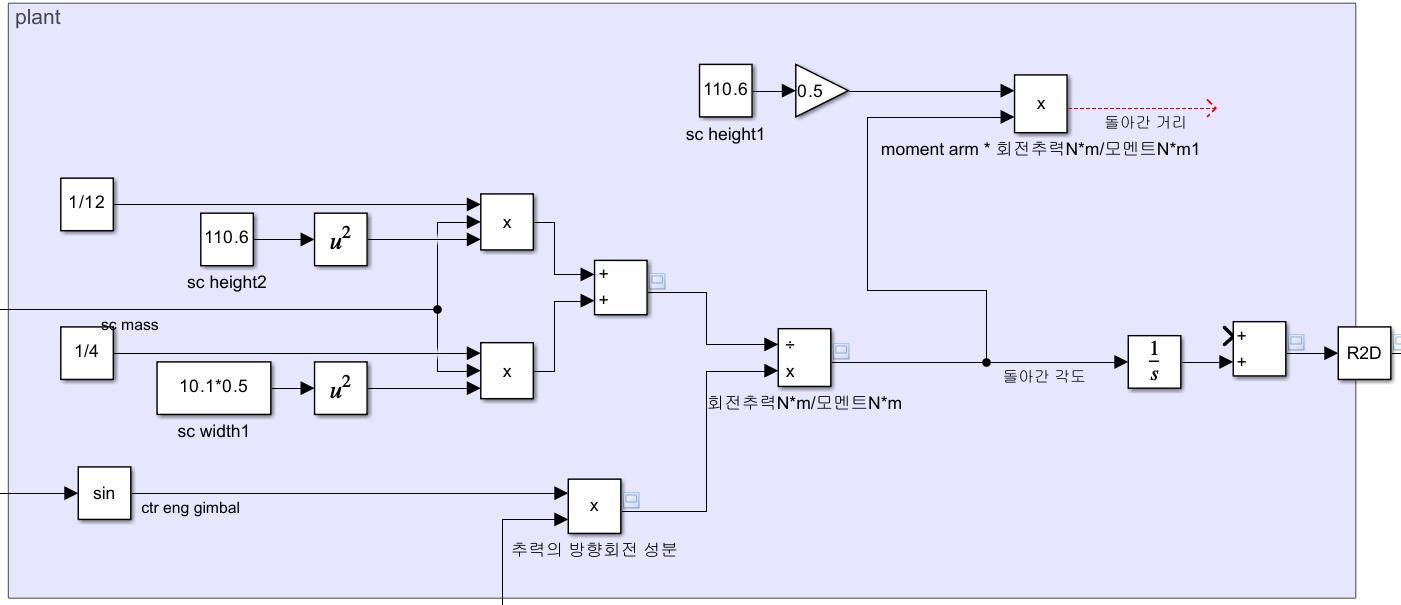 plant
110.6
0.5
x
돌아간 거리
sc height1
moment arm * 회전추력N*m/모멘트N*m1
1/12
110.6
u²
x
sc height2
+
+
sc mass
1/4
10.1*0.5
u²
x
sc width1
÷
x
회전추력N*m/모멘트N*m
돌아간 각도
1
s
+
+
R2D
sin
ctr eng gimbal
x
추력의 방향회전 성분